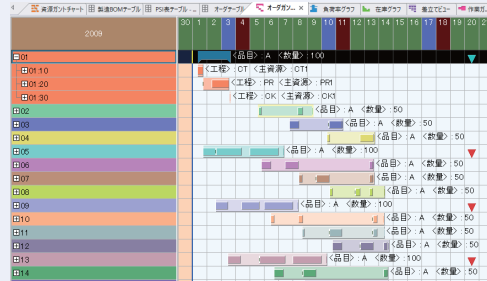 資源ガントチャート 製造BOMテーブル PSI表テーブル... オーダテーブル オーダガン... × 負荷率グラフ 在庫グラフ 重立てビュー 作業ガ
2009
30 1 2 3 4 5 6 7 8 9 10 11 12 13 14 15 16 17 18 19 20 21
01 <品目>:A <数量>:100
01:10 <工程>:CT <主資源>:CT1
01:20 <工程>:PR <主資源>:PR1
01:30 <工程>:CK <主資源>:CK1
02 <品目>:A <数量>:50
03 <品目>:A <数量>:50
04 <品目>:A <数量>:50
05 <品目>:A <数量>:100
06 <品目>:A <数量>:50
07 <品目>:A <数量>:50
08 <品目>:A <数量>:50
09 <品目>:A <数量>:100
10 <品目>:A <数量>:50
11 <品目>:A <数量>:50
12 <品目>:A <数量>:50
13 <品目>:A <数量>:100
14 <品目>:A <数量>:50